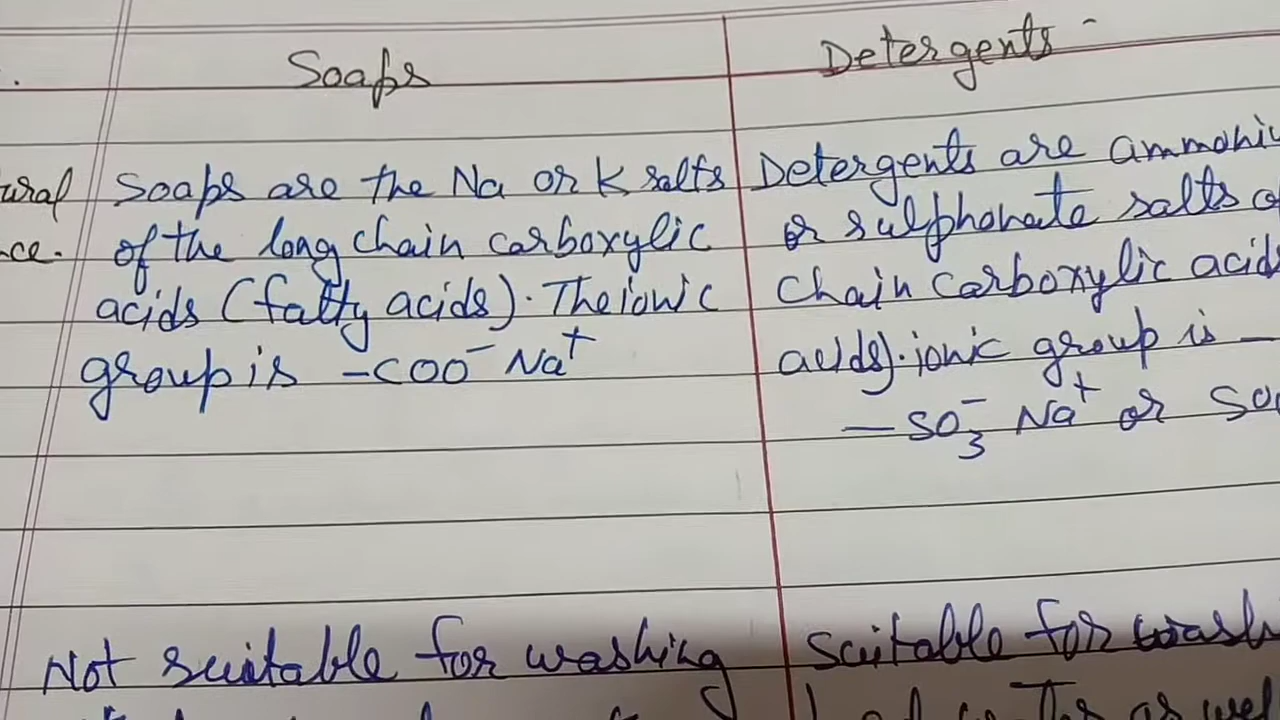 Soaps
Detergents
Soaps are the Na or K salts
of the long chain carboxylic
acids (fatty acids). The ionic
group is -COO⁻ Na⁺
Detergents are
or sulphonate salts
chain carboxylic acid
acids). ionic group is —
— SO₃⁻ Na⁺ or
Not suitable for washing
Suitable for wash